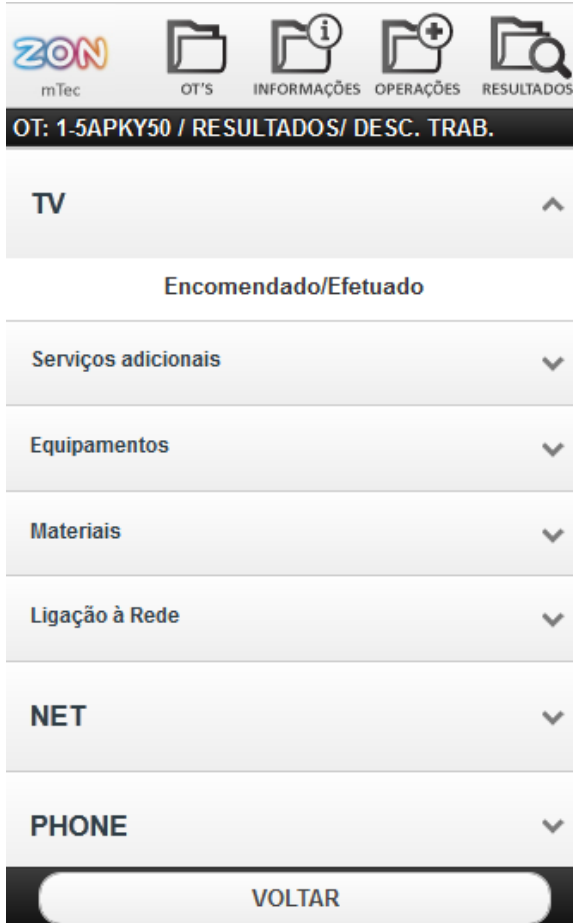 ZON
mTec
OT'S
INFORMAÇÕES
OPERAÇÕES
RESULTADOS
OT: 1-5APKY50 / RESULTADOS/ DESC. TRAB.
TV
Encomendado/Efetuado
Serviços adicionais
Equipamentos
Materiais
Ligação à Rede
NET
PHONE
VOLTAR